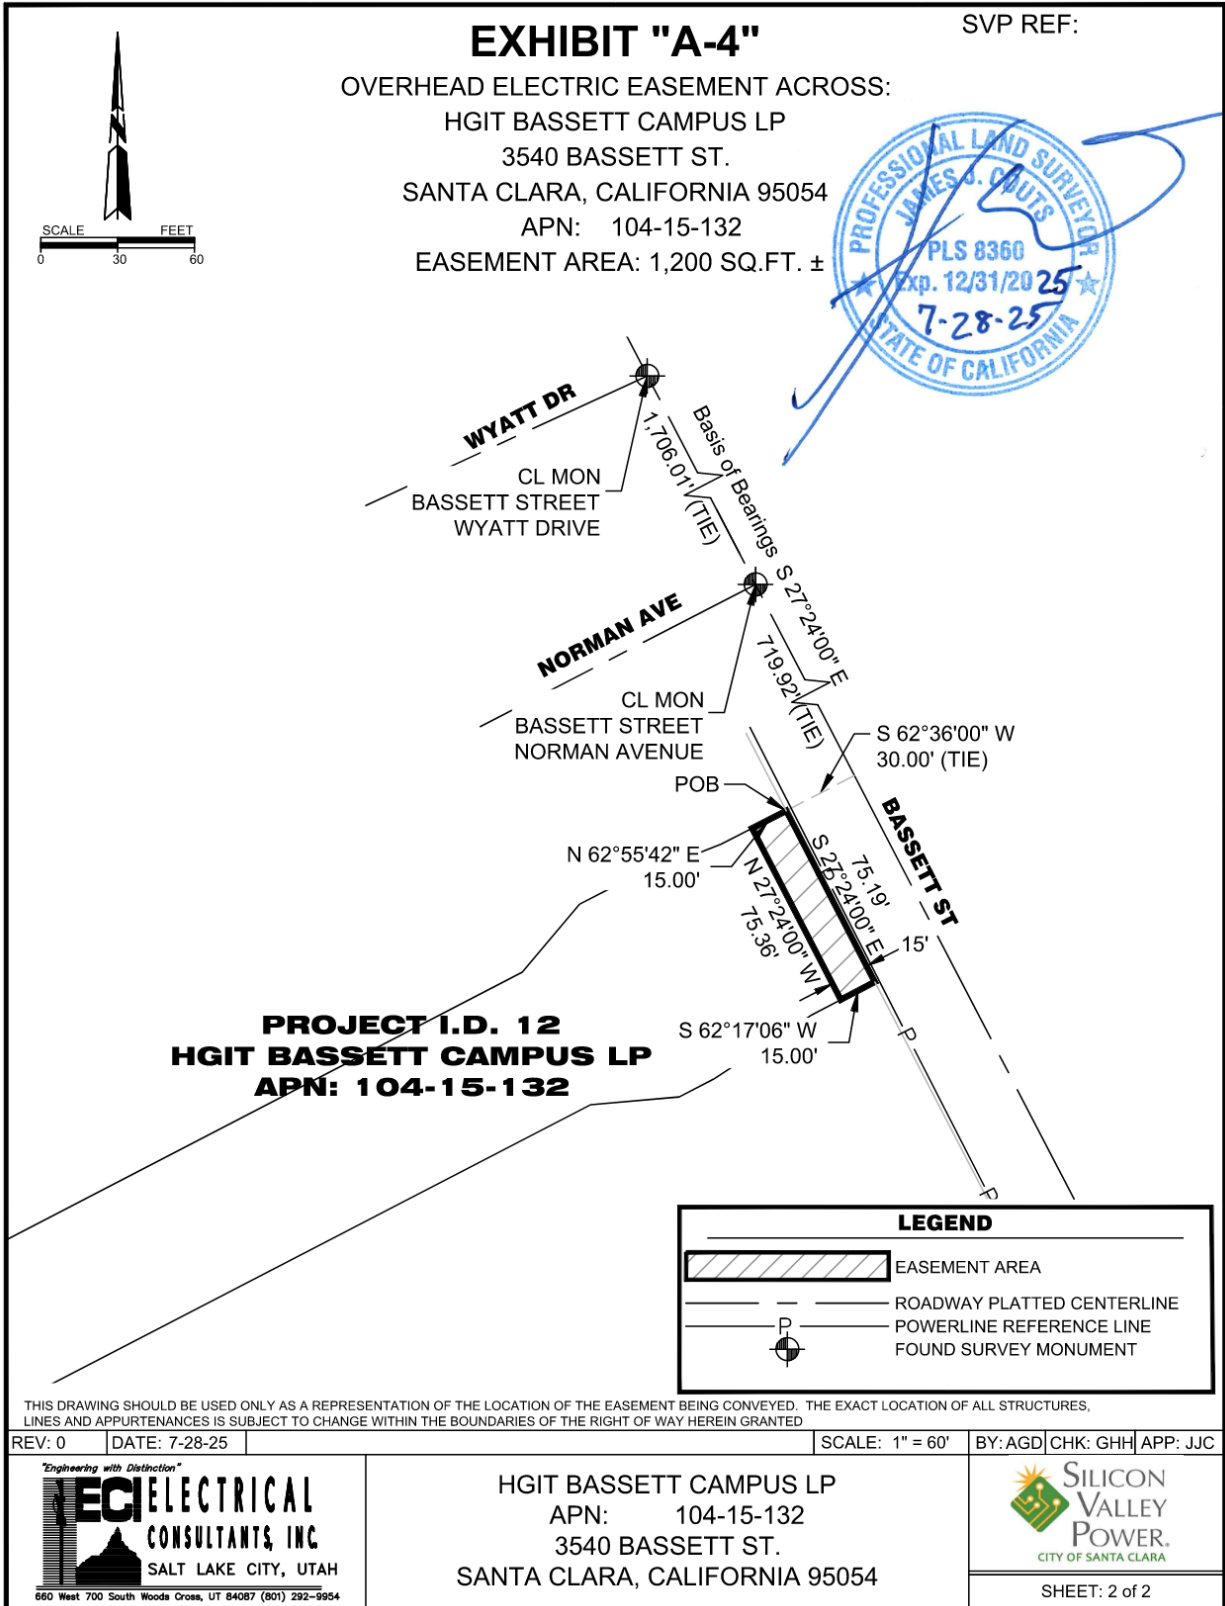 SVP REF:
EXHIBIT "A-4"
OVERHEAD ELECTRIC EASEMENT ACROSS:
HGIT BASSETT CAMPUS LP
3540 BASSETT ST.
SANTA CLARA, CALIFORNIA 95054
APN: 104-15-132
EASEMENT AREA: 1,200 SQ.FT. ±
N
SCALE FEET
0 30 60
PROFESSIONAL LAND SURVEYOR
JAMES J. COUTS
PLS 8360
Exp. 12/31/2025
7-28-25
STATE OF CALIFORNIA
WYATT DR
CL MON
BASSETT STREET
WYATT DRIVE
1,706.01' (TIE)
Basis of Bearings S 27°24'00" E
NORMAN AVE
CL MON
BASSETT STREET
NORMAN AVENUE
719.92' (TIE)
S 62°36'00" W
30.00' (TIE)
POB
BASSETT ST
N 62°55'42" E
15.00'
75.19'
S 27°24'00" E
N 27°24'00" W
75.36'
15'
S 62°17'06" W
15.00'
P
P
P
PROJECT I.D. 12
HGIT BASSETT CAMPUS LP
APN: 104-15-132
LEGEND
EASEMENT AREA
ROADWAY PLATTED CENTERLINE
P POWERLINE REFERENCE LINE
FOUND SURVEY MONUMENT
THIS DRAWING SHOULD BE USED ONLY AS A REPRESENTATION OF THE LOCATION OF THE EASEMENT BEING CONVEYED. THE EXACT LOCATION OF ALL STRUCTURES,
LINES AND APPURTENANCES IS SUBJECT TO CHANGE WITHIN THE BOUNDARIES OF THE RIGHT OF WAY HEREIN GRANTED
REV: 0 DATE: 7-28-25 SCALE: 1" = 60' BY: AGD CHK: GHH APP: JJC
"Engineering with Distinction"
ECI ELECTRICAL
CONSULTANTS, INC.
SALT LAKE CITY, UTAH
660 West 700 South Woods Cross, UT 84087 (801) 292-9954
HGIT BASSETT CAMPUS LP
APN: 104-15-132
3540 BASSETT ST.
SANTA CLARA, CALIFORNIA 95054
SILICON
VALLEY
POWER.
CITY OF SANTA CLARA
SHEET: 2 of 2